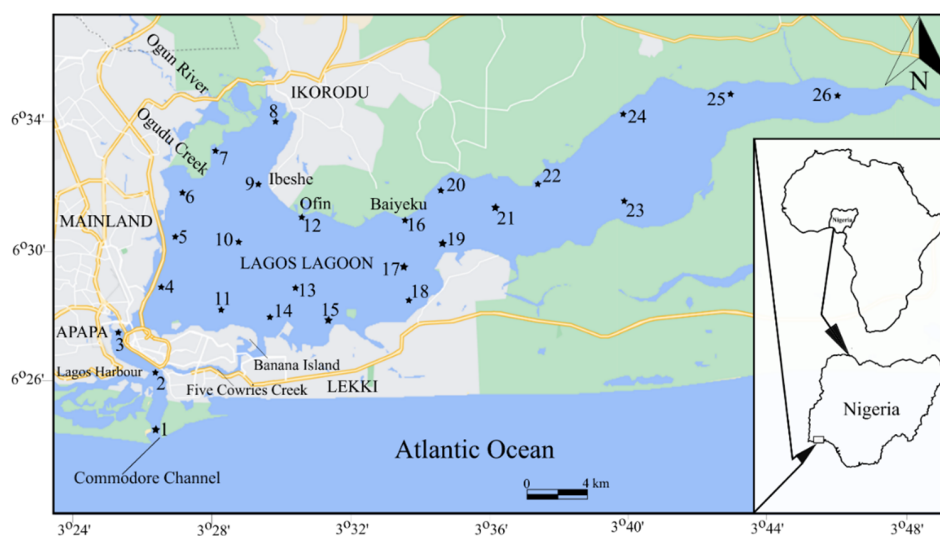 Ogun River
IKORODU
N
8
24
25
26
6°34'
Ogudu Creek
7
9
Ibeshe
22
20
6
Ofin
Baiyeku
21
23
MAINLAND
12
16
5
10
19
6°30'
LAGOS LAGOON
17
4
13
18
11
14
15
APAPA
3
Banana Island
Lagos Harbour
2
6°26'
Five Cowries Creek
LEKKI
1
Atlantic Ocean
Commodore Channel
0 4 km
Nigeria
Nigeria
3°24'
3°28'
3°32'
3°36'
3°40'
3°44'
3°48'